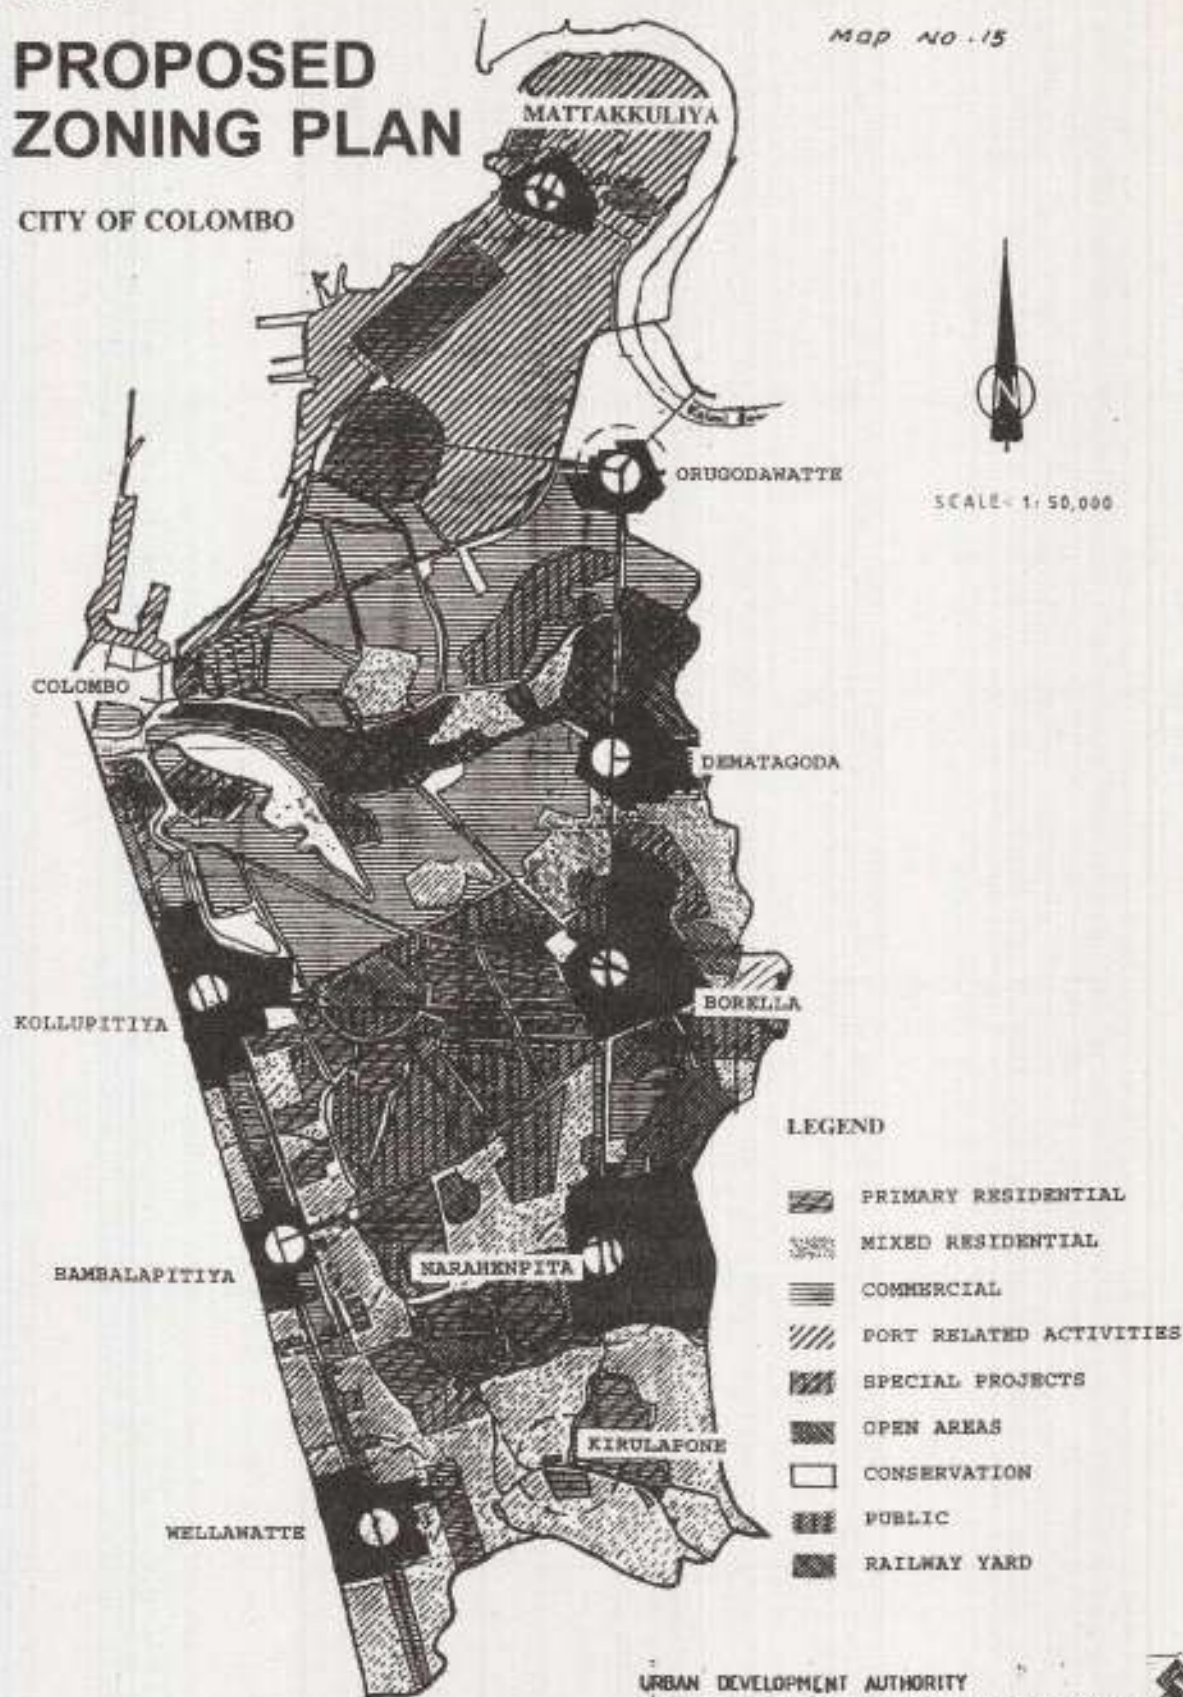 Map No. 15
PROPOSED
ZONING PLAN
CITY OF COLOMBO
MATTAKKULIYA
N
Kelani River
ORUGODAWATTE
SCALE - 1: 50,000
COLOMBO
DEMATAGODA
BORELLA
KOLLUPITIYA
LEGEND
PRIMARY RESIDENTIAL
MIXED RESIDENTIAL
BAMBALAPITIYA
NARAHENPITA
COMMERCIAL
PORT RELATED ACTIVITIES
SPECIAL PROJECTS
OPEN AREAS
KIRULAPONE
CONSERVATION
WELLAWATTE
PUBLIC
RAILWAY YARD
URBAN DEVELOPMENT AUTHORITY